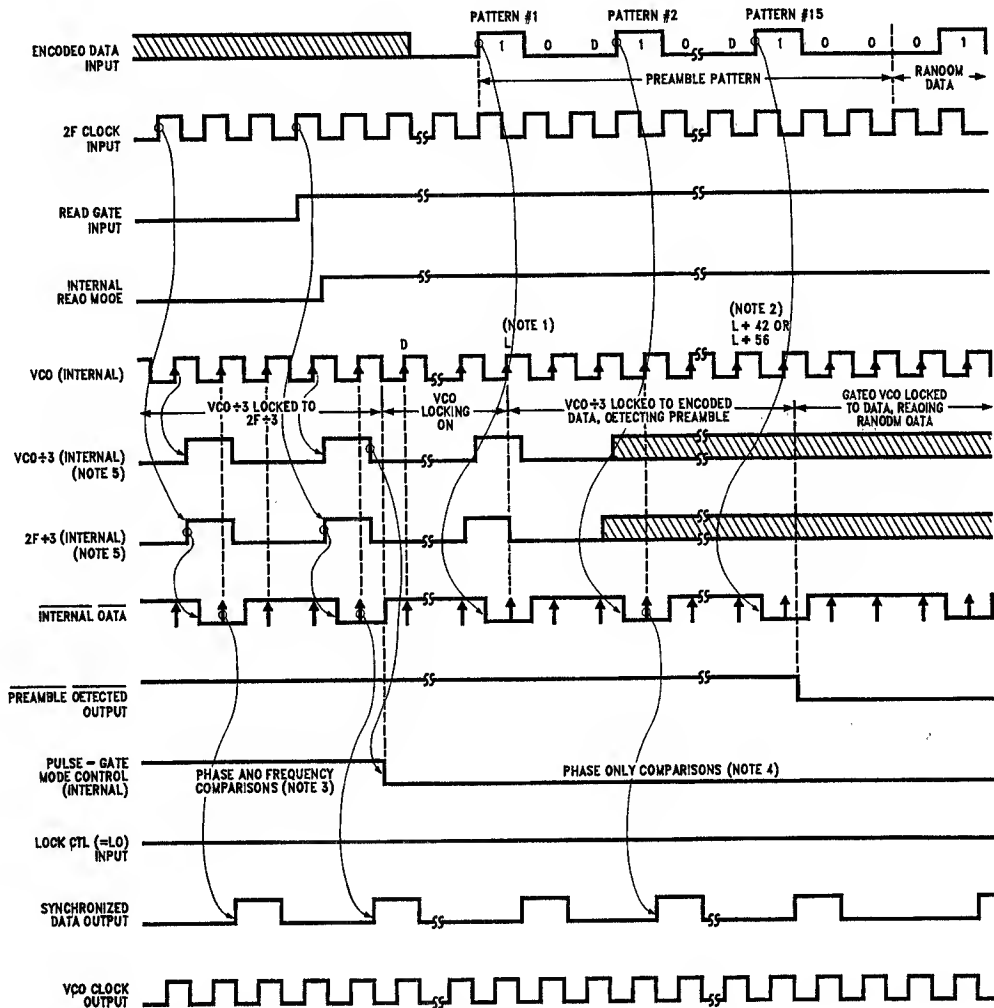 PATTERN #1 PATTERN #2 PATTERN #15
ENCODED DATA
INPUT
1 0 D 1 0 D 1 0 0 0 1
PREAMBLE PATTERN
RANDOM
DATA
2F CLOCK
INPUT
READ GATE
INPUT
INTERNAL
REAO MODE
(NOTE 1)
(NOTE 2)
L + 42 OR
L + 56
D
L
VCO (INTERNAL)
VCO÷3 LOCKED TO
2F÷3
VCO
LOCKING
ON
VCO÷3 LOCKED TO ENCODED
DATA, OETECTING PREAMBLE
GATEO VCO LOCKED
TO DATA, REAOING
RANOOM OATA
VCO÷3 (INTERNAL)
(NOTE 5)
2F÷3 (INTERNAL)
(NOTE 5)
INTERNAL OATA
PREAMBLE OETECTED
OUTPUT
PULSE – GATE
MODE CONTROL
(INTERNAL)
PHASE ANO FREQUENCY
COMPARISONS (NOTE 3)
PHASE ONLY COMPARISONS (NOTE 4)
LOCK CTL (=LO)
INPUT
SYNCHRONIZED
DATA OUTPUT
VCO CLOCK
OUTPUT